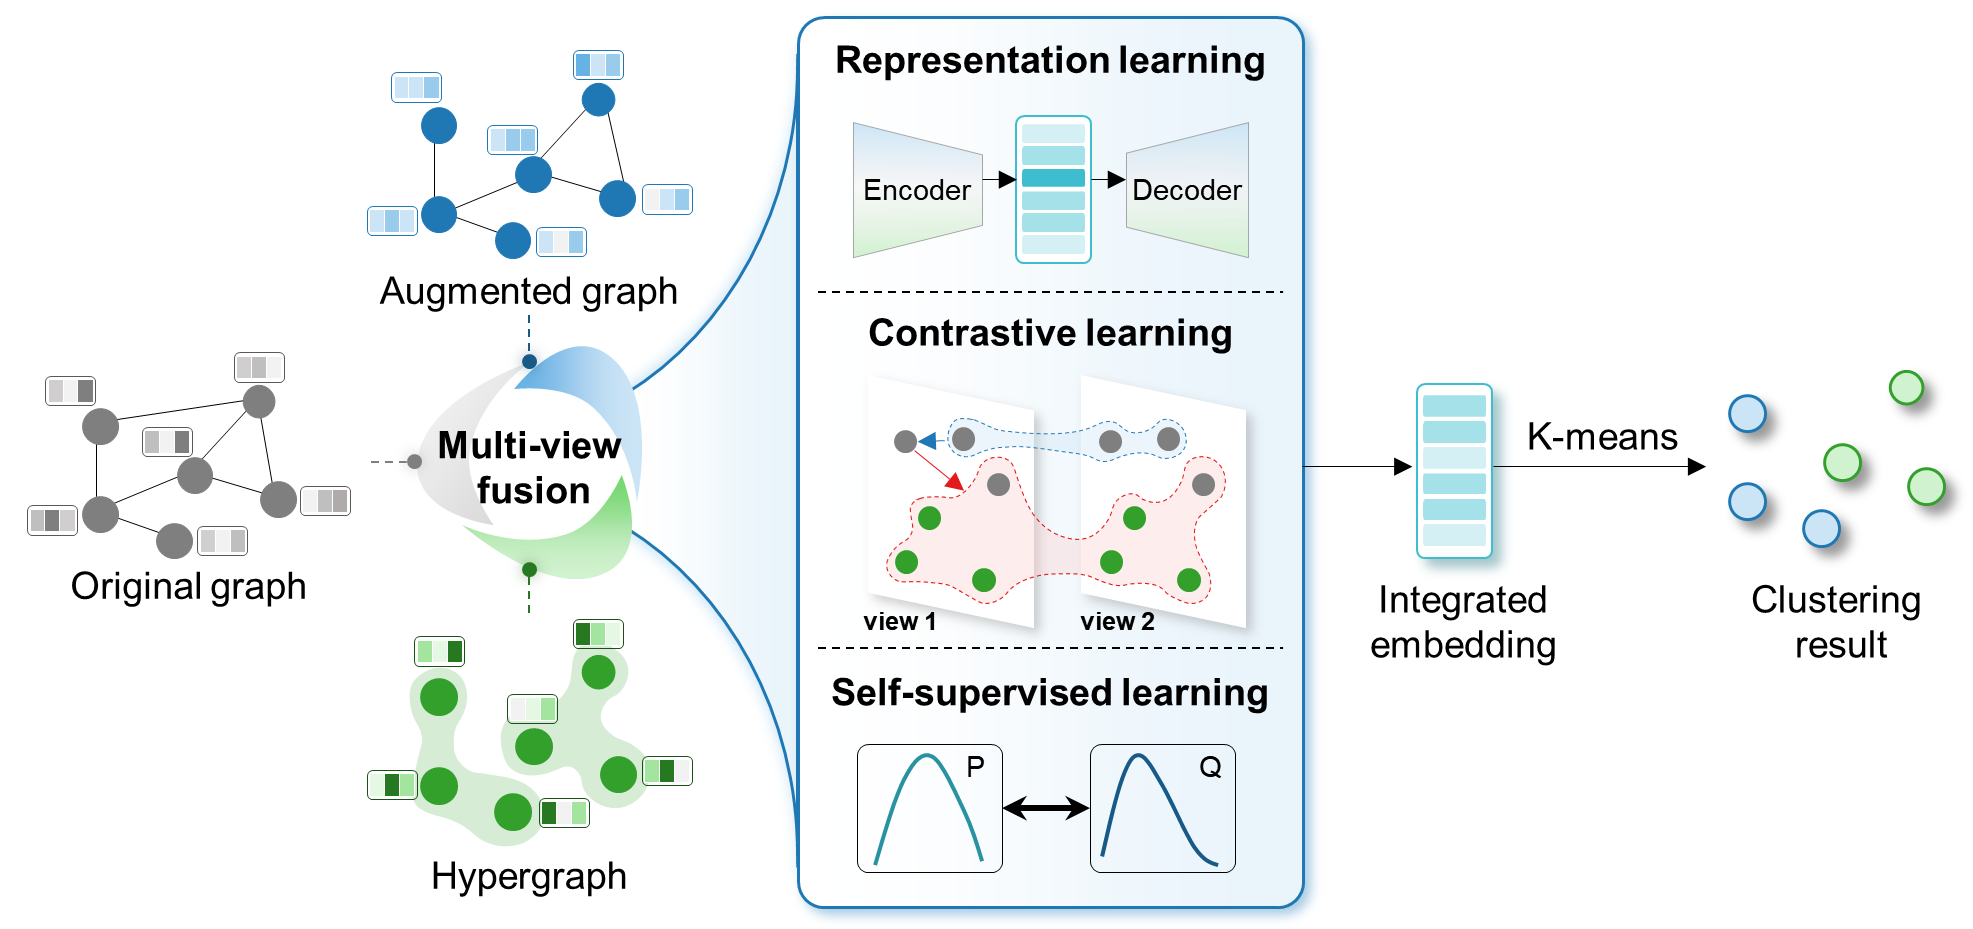 Augmented graph
Original graph
Multi-view
fusion
Hypergraph
Representation learning
Encoder
Decoder
Contrastive learning
view 1
view 2
Self-supervised learning
P
Q
K-means
Integrated
embedding
Clustering
result